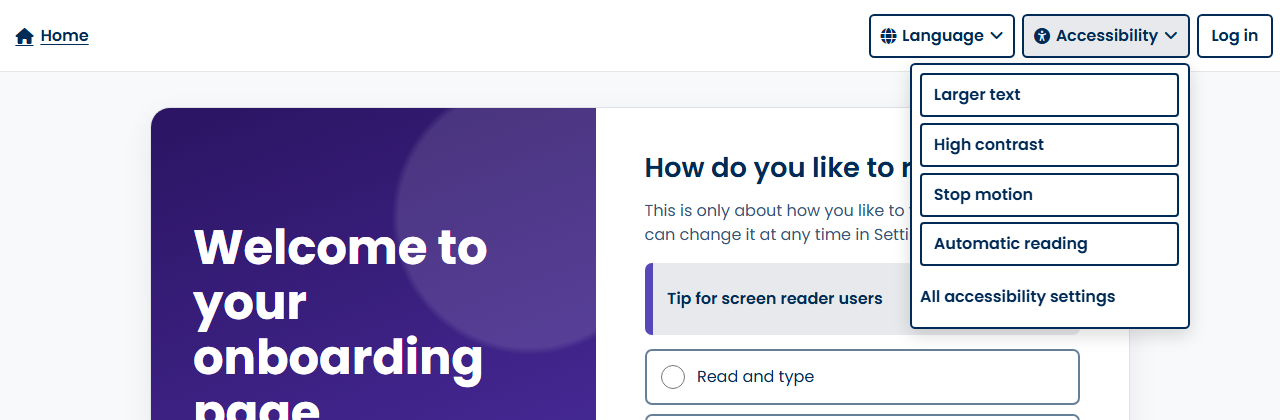 Home
Language
Accessibility
Log in
Larger text
High contrast
Stop motion
Automatic reading
All accessibility settings
Welcome to
your
onboarding
page
How do you like to
This is only about how you like to
can change it at any time in
Tip for screen reader users
Read and type